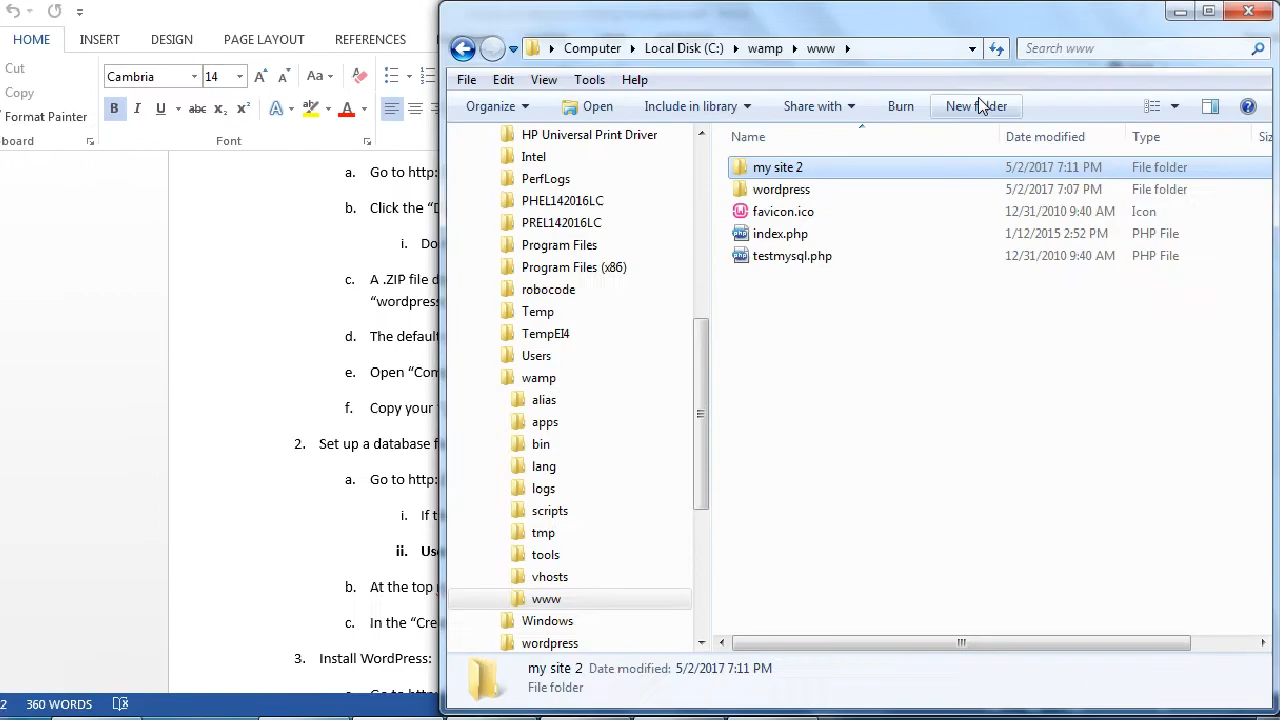 HOME INSERT DESIGN PAGE LAYOUT REFERENCES
Cut
Copy
Format Painter
board
Cambria 14
Aa
B I U abc x₂ x²
A A
Font
a. Go to http:
b. Click the “D
i. Do
c. A .ZIP file d
“wordpress
d. The default
e. Open “Con
f. Copy your
2. Set up a database f
a. Go to http:
i. If t
ii. Use
b. At the top
c. In the “Cre
3. Install WordPress:
2 360 WORDS
Computer Local Disk (C:) wamp www
Search www
File Edit View Tools Help
Organize Open Include in library Share with Burn New folder
HP Universal Print Driver
Intel
PerfLogs
PHEL142016LC
PREL142016LC
Program Files
Program Files (x86)
robocode
Temp
TempEI4
Users
wamp
alias
apps
bin
lang
logs
scripts
tmp
tools
vhosts
www
Windows
wordpress
Name Date modified Type Siz
my site 2 5/2/2017 7:11 PM File folder
wordpress 5/2/2017 7:07 PM File folder
favicon.ico 12/31/2010 9:40 AM Icon
index.php 1/12/2015 2:52 PM PHP File
testmysql.php 12/31/2010 9:40 AM PHP File
my site 2 Date modified: 5/2/2017 7:11 PM
File folder